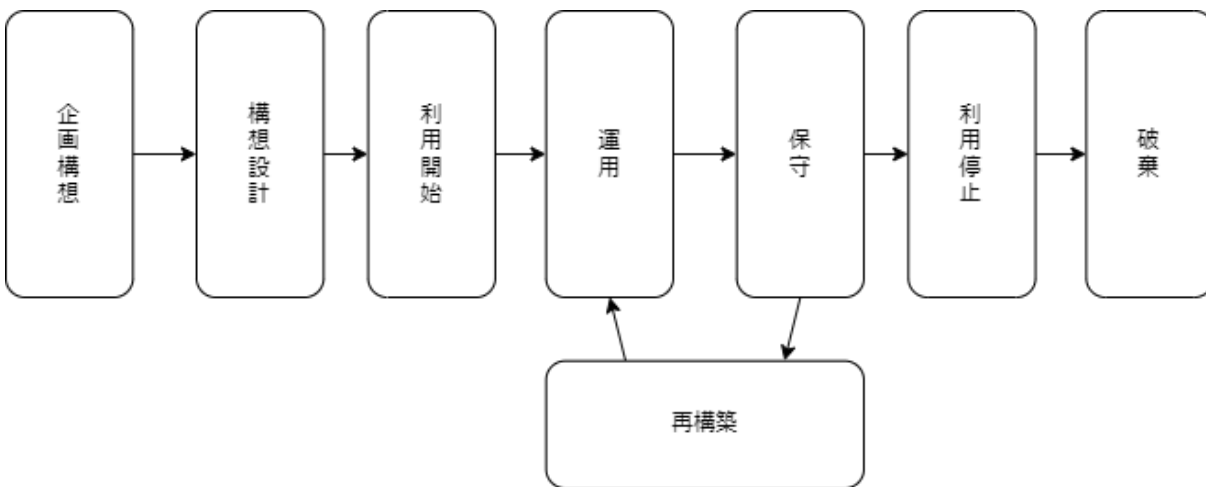 企画構想
構想設計
利用開始
運用
保守
利用停止
破棄
再構築